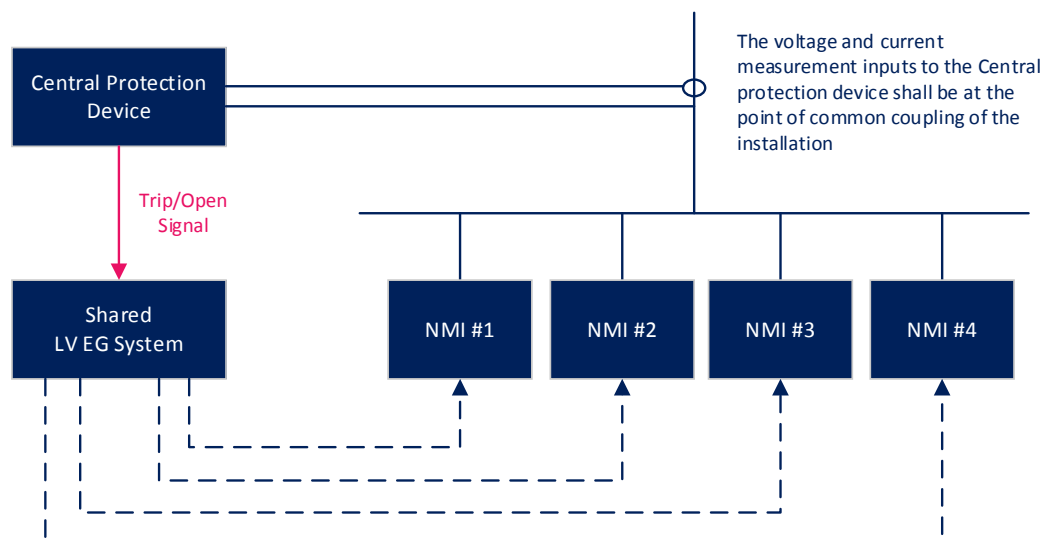 Central Protection
Device
The voltage and current
measurement inputs to the Central
protection device shall be at the
point of common coupling of the
installation
Trip/Open
Signal
Shared
LV EG System
NMI #1
NMI #2
NMI #3
NMI #4